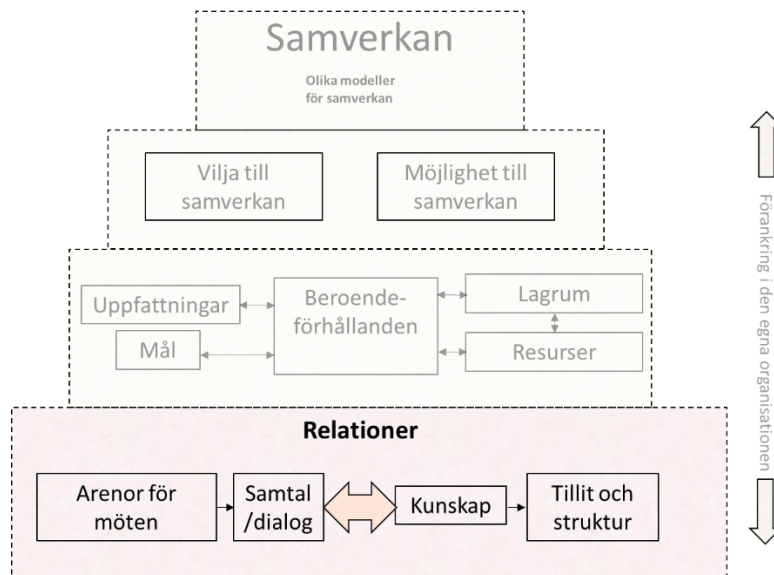 Samverkan
Olika modeller
för samverkan
Vilja till
samverkan
Möjlighet till
samverkan
Uppfattningar
Mål
Beroende-
förhållanden
Lagrum
Resurser
Relationer
Arenor för
möten
Samtal
/dialog
Kunskap
Tillit och
struktur
Förankring i den egna organisationen